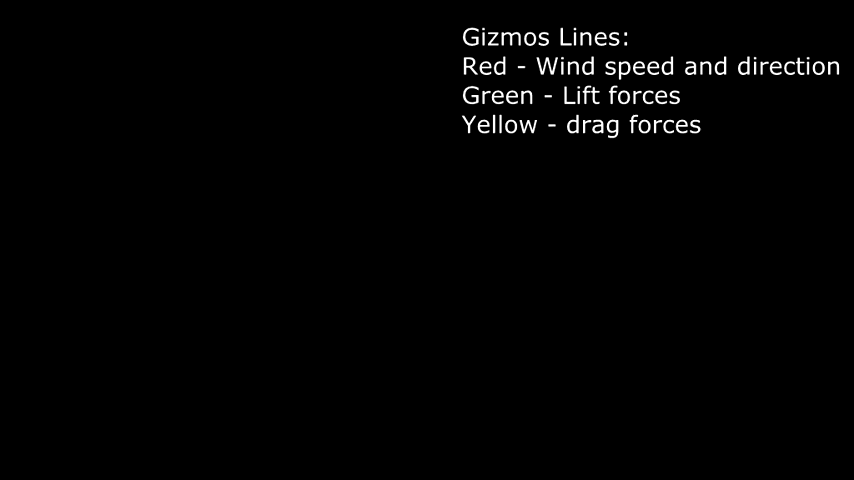 Gizmos Lines:
Red - Wind speed and direction
Green - Lift forces
Yellow - drag forces